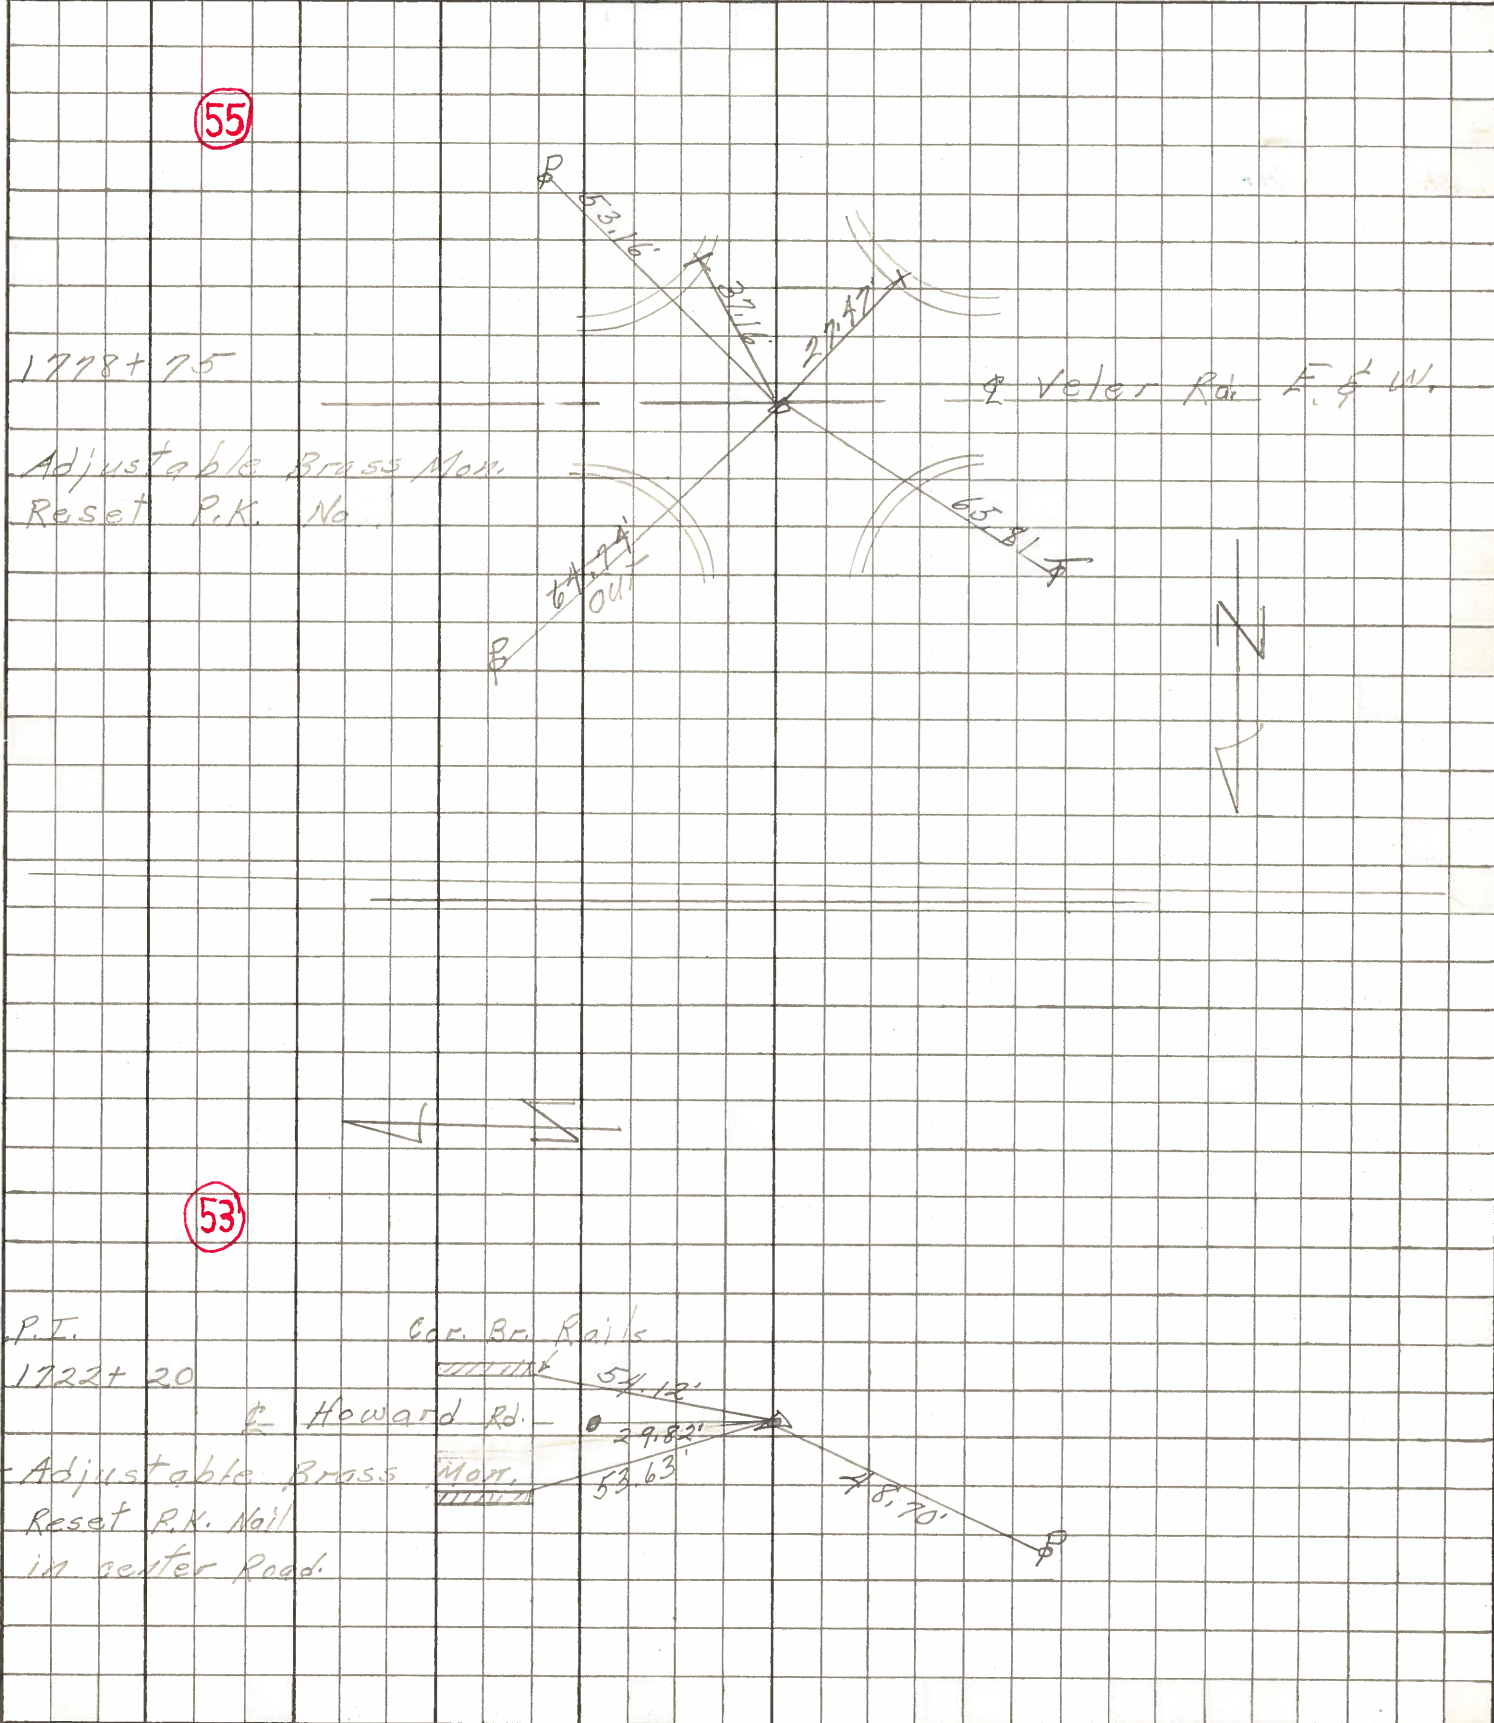 55
P
53.16'
37.16'
27.47'
1778+75
℄ Veler Rd. E. & W.
Adjustable Brass Mon.
Reset P.K. Na
65.81
64.74'
OUT
P
N
N
53
P.I.
Cor. Br. Rails
1722+20
54.12'
℄ Howard Rd.
29.82'
Adjustable Brass Mon.
53.63'
48.70'
Reset P.K. Nail
P
in center Road.